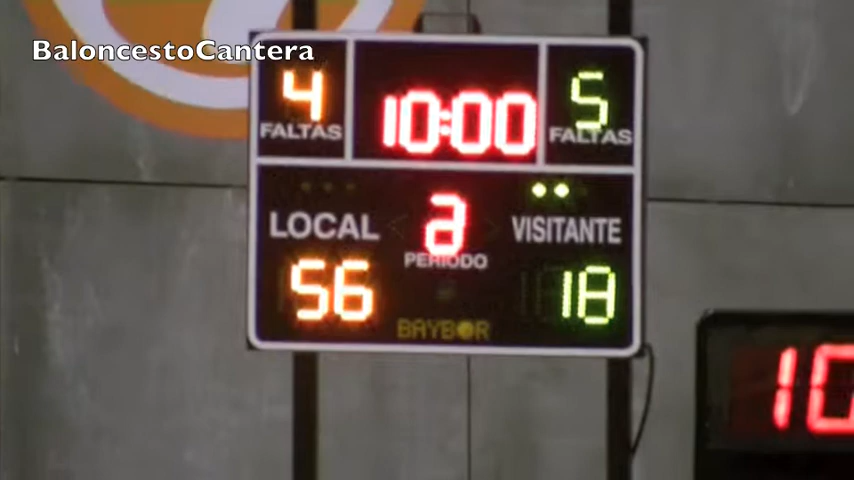 BaloncestoCantera
4 10:00 5
FALTAS FALTAS
LOCAL 2 VISITANTE
PERIODO
56 18
BAYBOR
10